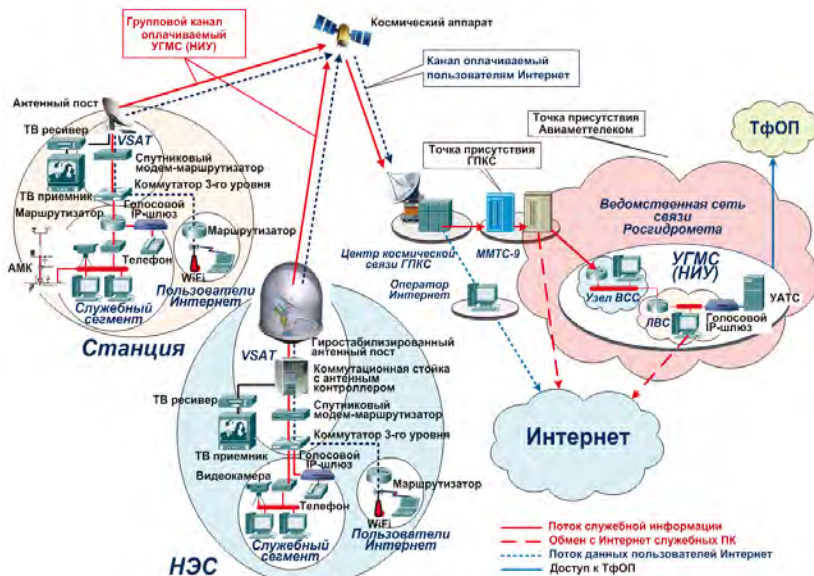 Групповой канал
оплачиваемый
УГМС (НИУ)
Космический аппарат
Канал оплачиваемый
пользователям Интернет
Антенный пост
ТВ ресивер
VSAT
Спутниковый
модем-маршрутизатор
Коммутатор 3-го уровня
ТВ приемник
Маршрутизатор
Голосовой
IP-шлюз
Маршрутизатор
Телефон
АМК
WiFi
Пользователи
Интернет
Служебный
сегмент
Станция
Точка присутствия
Авиаметтелеком
Точка присутствия
ГПКС
ТфОП
Ведомственная сеть
связи
Росгидромета
Центр космической
связи ГПКС
ММТС-9
Оператор
Интернет
УГМС
(НИУ)
Узел ВСС
УАТС
ЛВС
Голосовой
IP-шлюз
VSAT
Гиростабилизированный
антенный пост
Коммутационная стойка
с антенным
контроллером
ТВ ресивер
Спутниковый
модем-маршрутизатор
Коммутатор 3-го уровня
ТВ приемник
Голосовой
IP-шлюз
Видеокамера
Маршрутизатор
Телефон
WiFi
Служебный
сегмент
Пользователи
Интернет
НЭС
Интернет
Поток служебной информации
Обмен с Интернет служебных ПК
Поток данных пользователей Интернет
Доступ к ТфОП